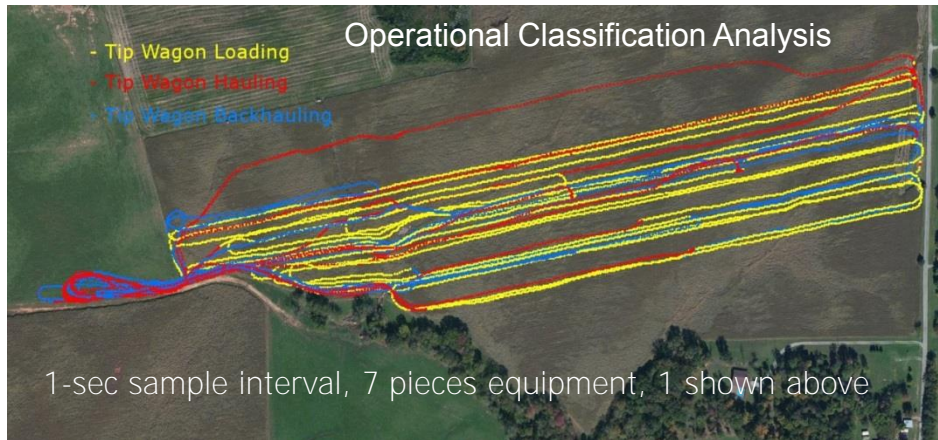 Operational Classification Analysis
- Tip Wagon Loading
- Tip Wagon Hauling
- Tip Wagon Backhauling
1-sec sample interval, 7 pieces equipment, 1 shown above